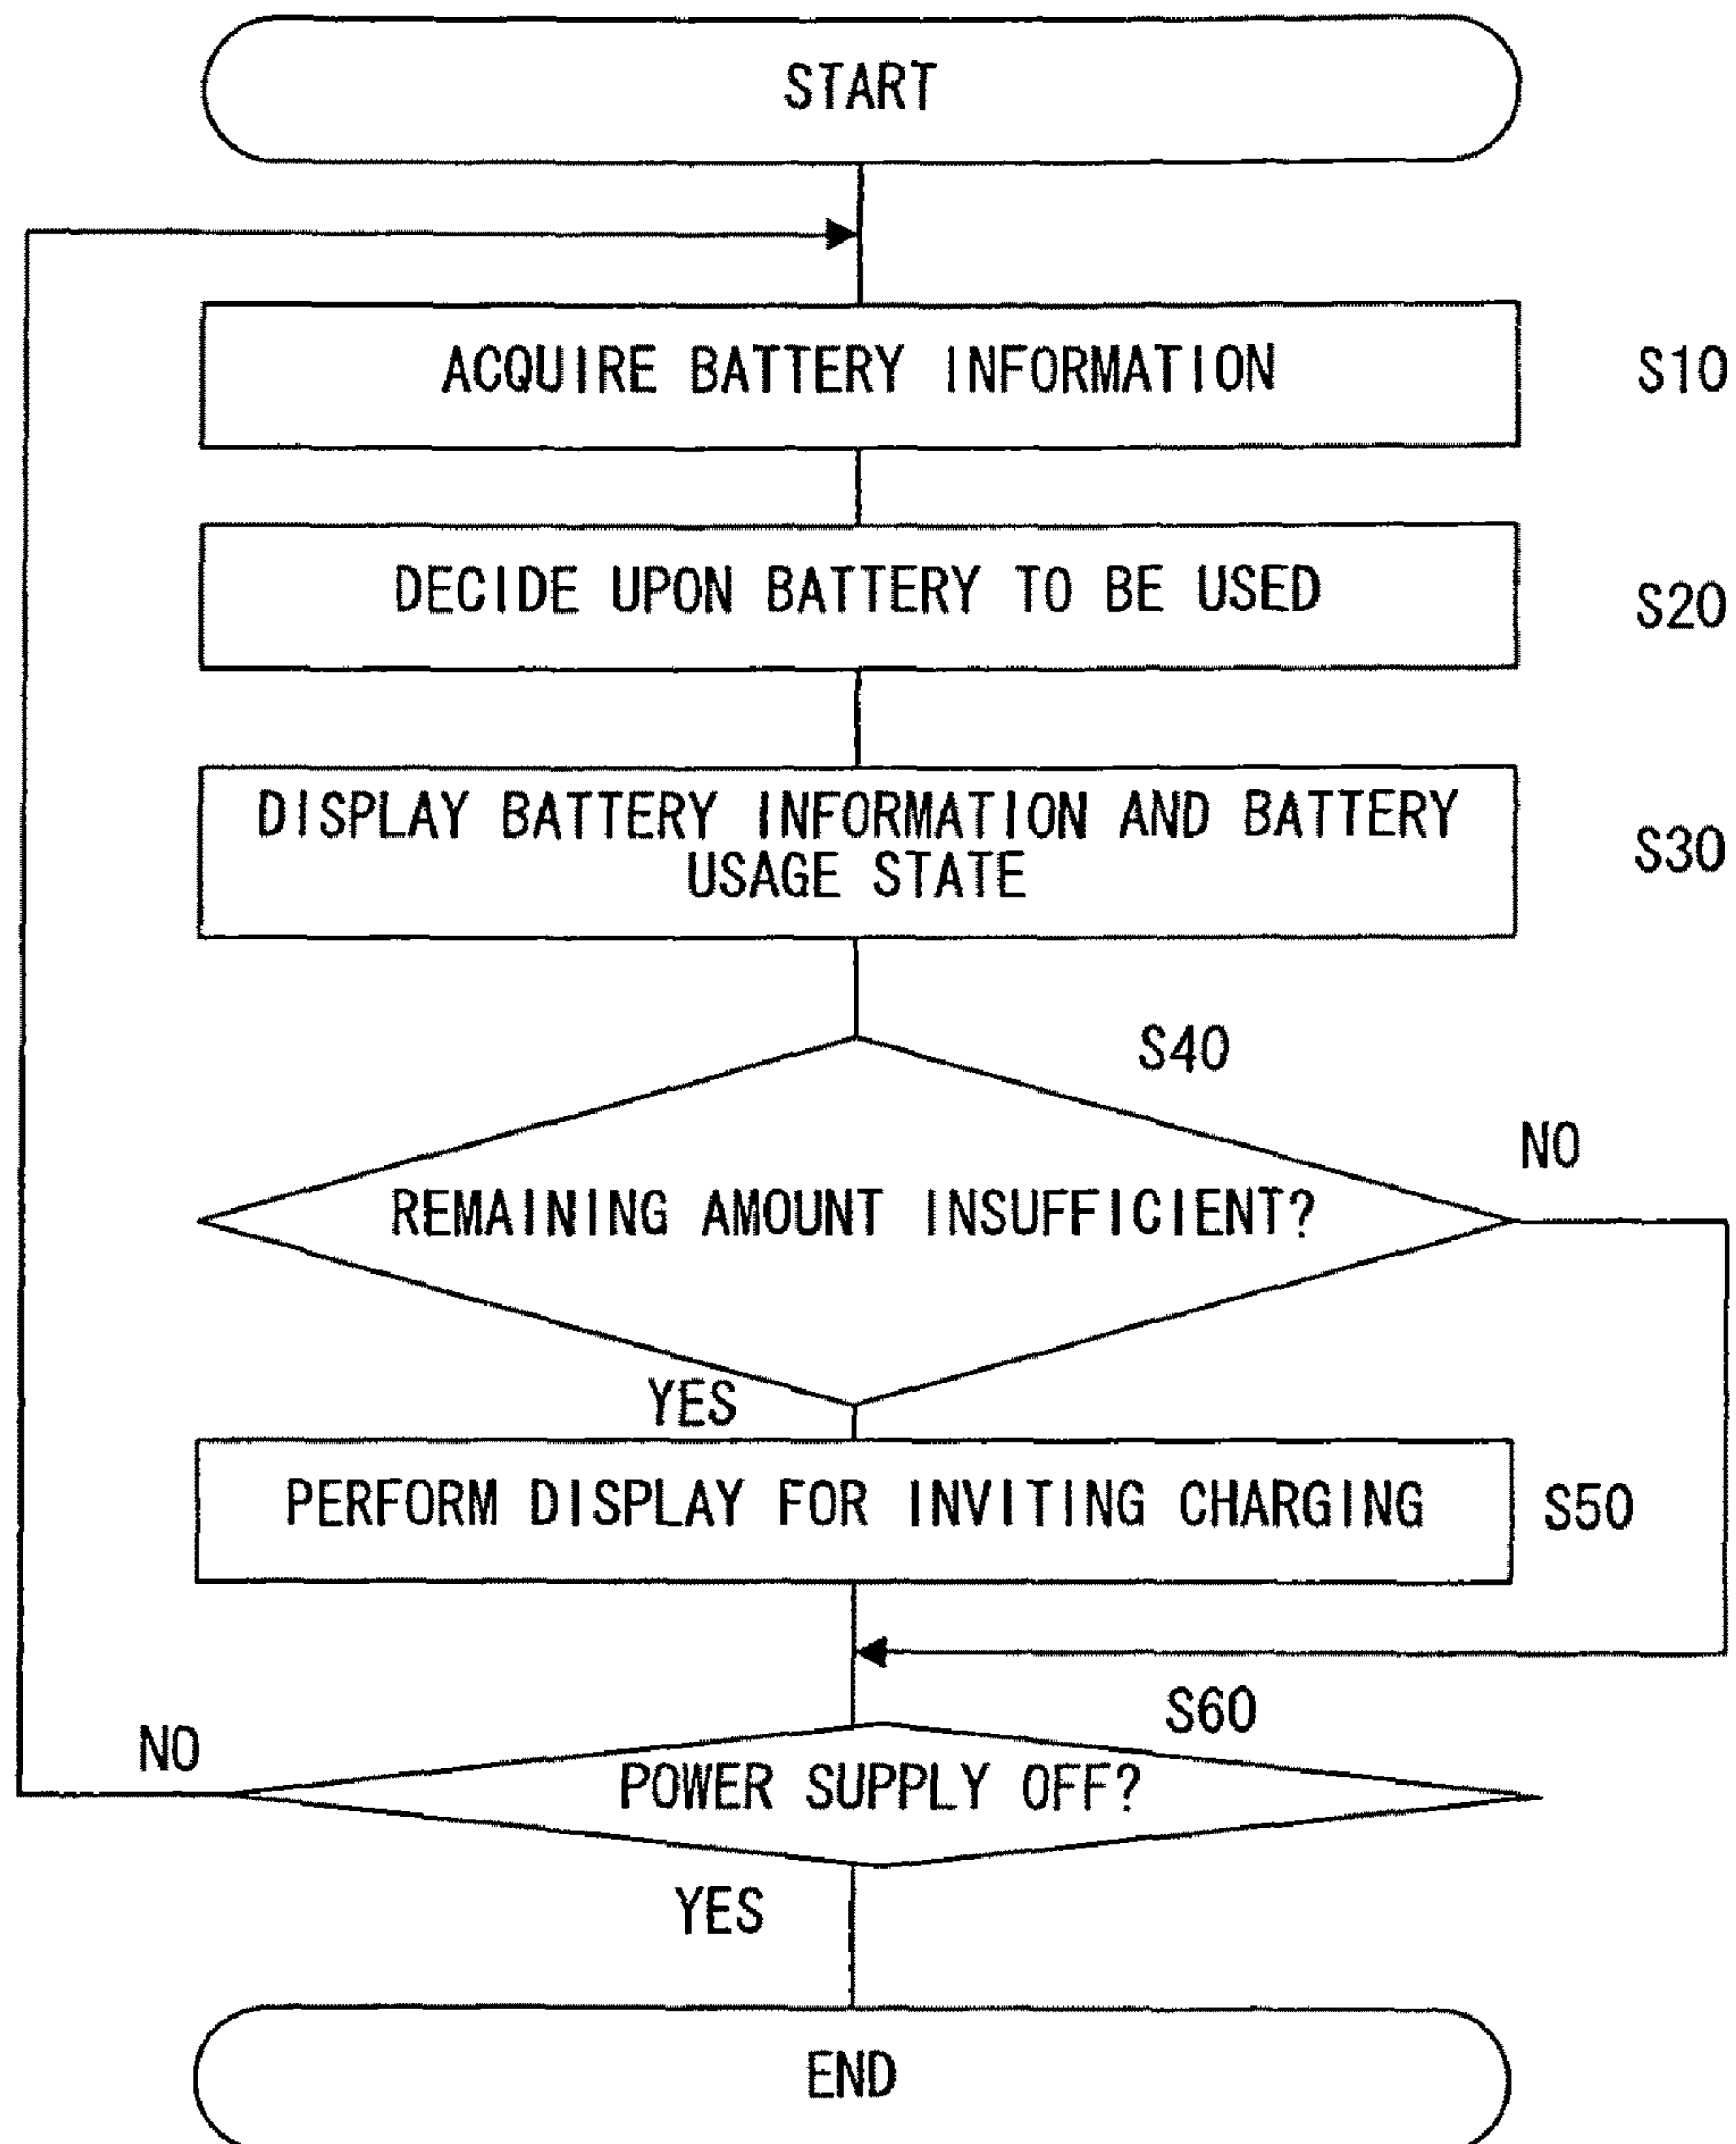 START
ACQUIRE BATTERY INFORMATION
S10
DECIDE UPON BATTERY TO BE USED
S20
DISPLAY BATTERY INFORMATION AND BATTERY
USAGE STATE
S30
S40
NO
REMAINING AMOUNT INSUFFICIENT?
YES
PERFORM DISPLAY FOR INVITING CHARGING
S50
S60
NO
POWER SUPPLY OFF?
YES
END